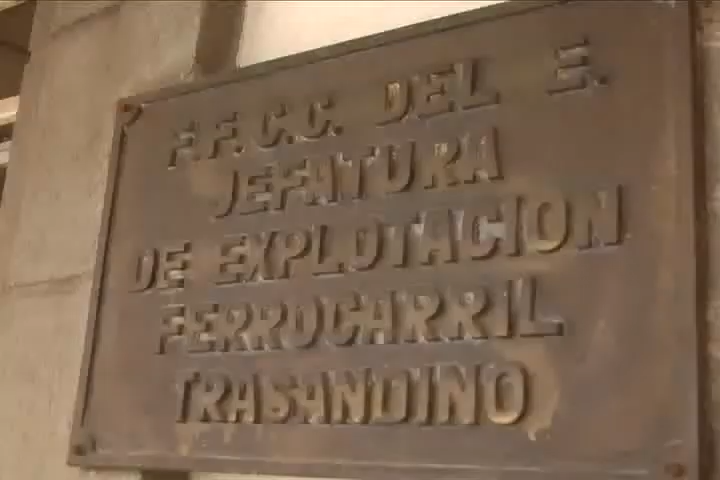 F.F.C.C. DEL E.
JEFATURA
DE EXPLOTACION
FERROCARRIL
TRASANDINO